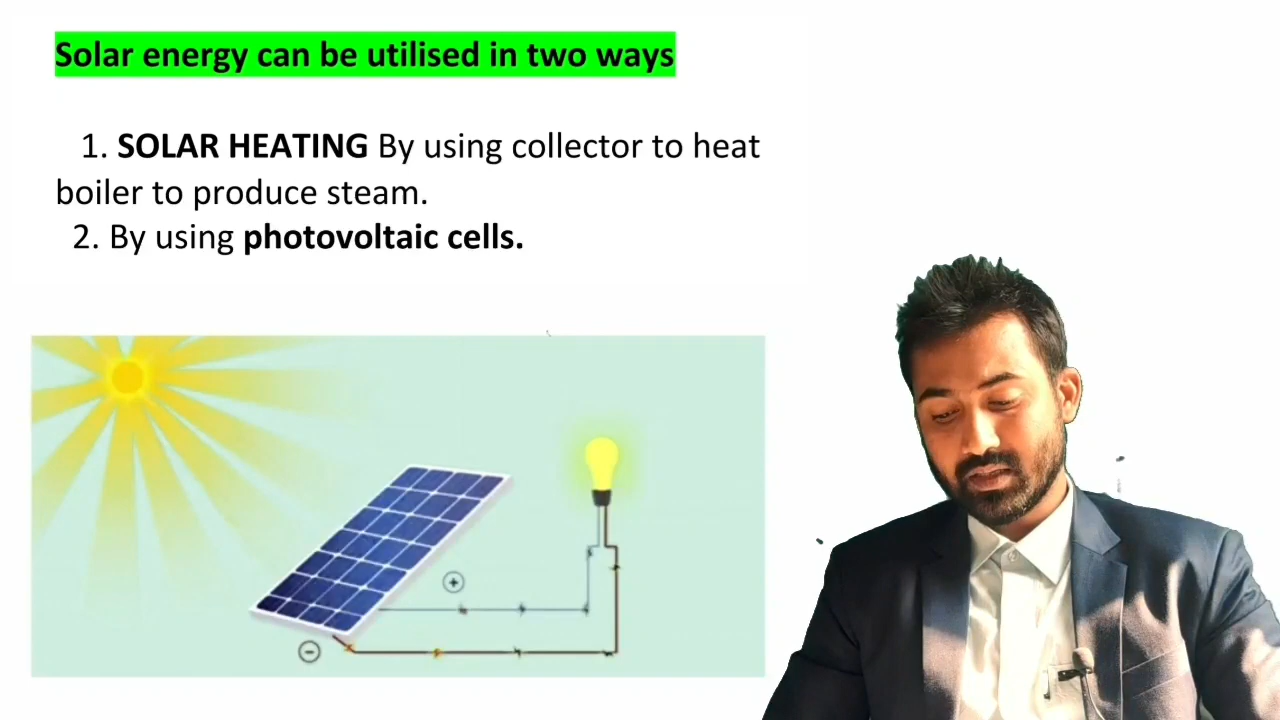 Solar energy can be utilised in two ways
1. SOLAR HEATING By using collector to heat
boiler to produce steam.
2. By using photovoltaic cells.
+
-